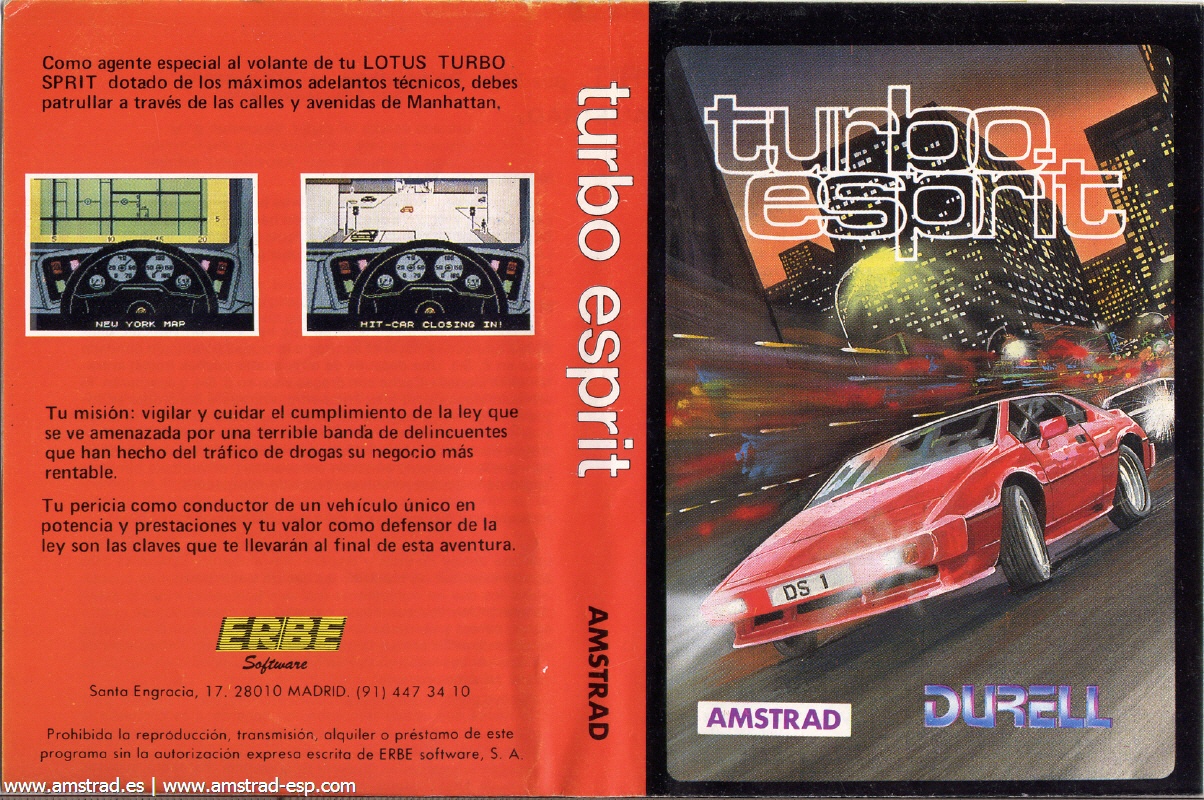 Como agente especial al volante de tu LOTUS TURBO
SPRIT dotado de los máximos adelantos técnicos, debes
patrullar a través de las calles y avenidas de Manhattan.
5
5 10 15 20
NEW YORK MAP
HIT-CAR CLOSING IN!
Tu misión: vigilar y cuidar el cumplimiento de la ley que
se ve amenazada por una terrible banda de delincuentes
que han hecho del tráfico de drogas su negocio más
rentable.
Tu pericia como conductor de un vehículo único en
potencia y prestaciones y tu valor como defensor de la
ley son las claves que te llevarán al final de esta aventura.
ERBE
Software
Santa Engracia, 17. 28010 MADRID. (91) 447 34 10
Prohibida la reproducción, transmisión, alquiler o préstamo de este
programa sin la autorización expresa escrita de ERBE software, S. A.
www.amstrad.es | www.amstrad-esp.com
turbo esprit
AMSTRAD
turbo
esprit
DS 1
AMSTRAD
DURELL